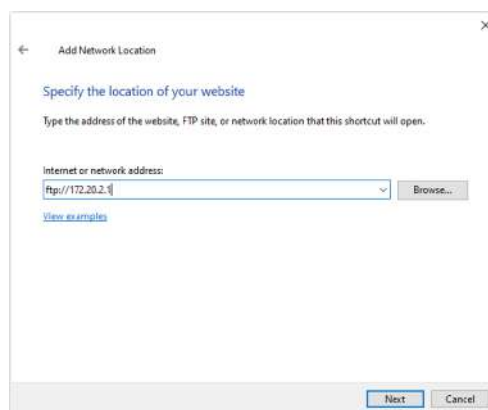 Add Network Location
Specify the location of your website
Type the address of the website, FTP site, or network location that this shortcut will open.
Internet or network address:
ftp://172.20.2.1
Browse...
View examples
Next
Cancel